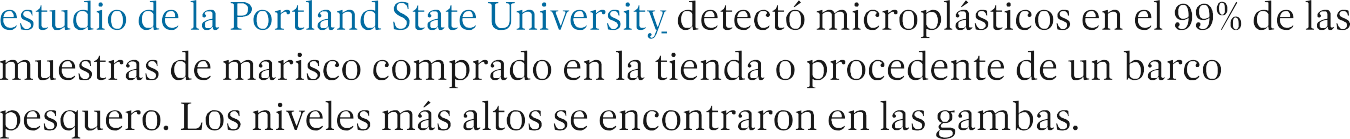 estudio de la Portland State University detectó microplásticos en el 99% de las
muestras de marisco comprado en la tienda o procedente de un barco
pesquero. Los niveles más altos se encontraron en las gambas.